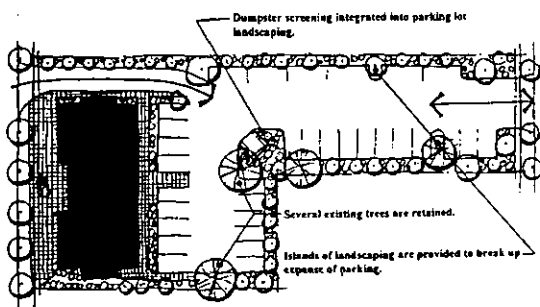 Dumpster screening integrated into parking lot
landscaping.
Several existing trees are retained.
Islands of landscaping are provided to break up
expense of parking.